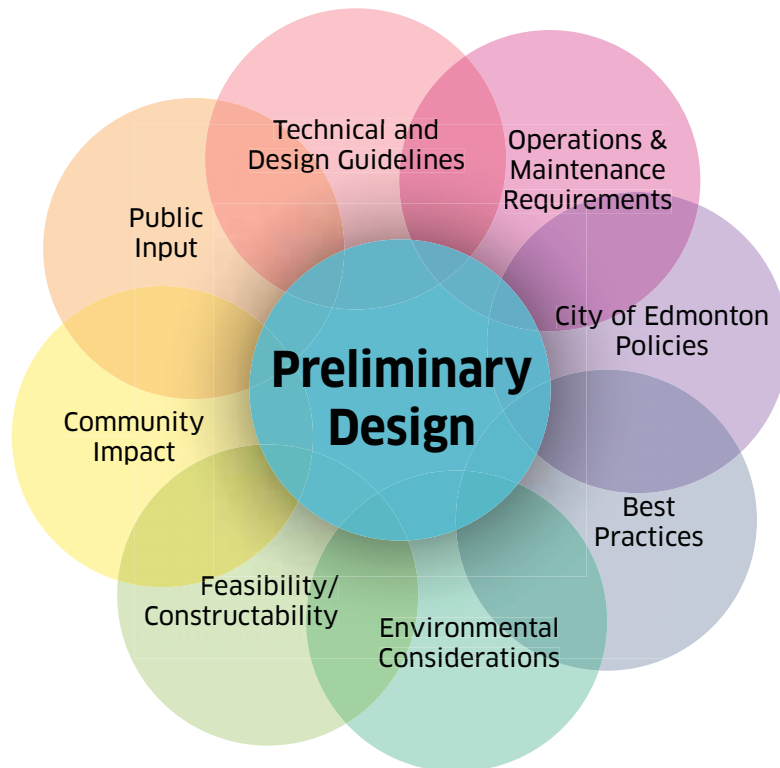 Technical and
Design Guidelines
Operations &
Maintenance
Requirements
Public
Input
City of Edmonton
Policies
Preliminary
Design
Community
Impact
Best
Practices
Feasibility/
Constructability
Environmental
Considerations